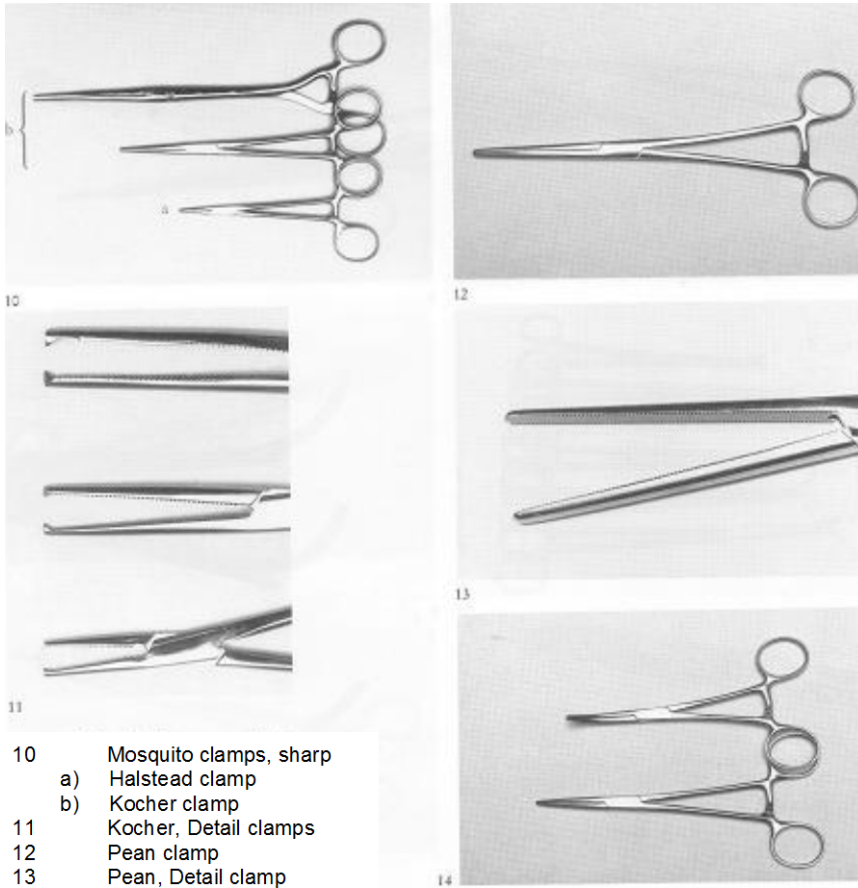 b
a
10
12
11
13
14
10 Mosquito clamps, sharp
a) Halstead clamp
b) Kocher clamp
11 Kocher, Detail clamps
12 Pean clamp
13 Pean, Detail clamp